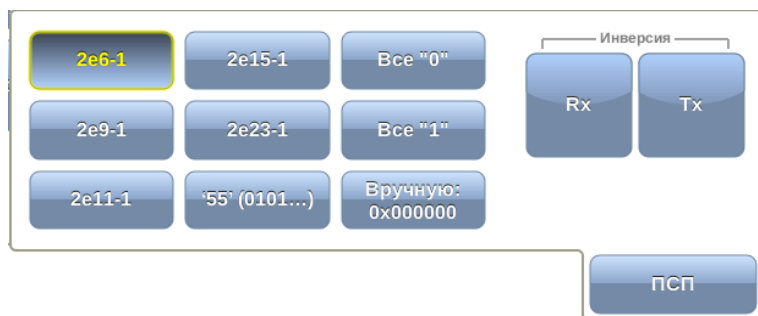 2e6-1 2e15-1 Все "0"
Инверсия
Rx Tx
2e9-1 2e23-1 Все "1"
2e11-1 '55' (0101...) Вручную:
0x000000
ПСП